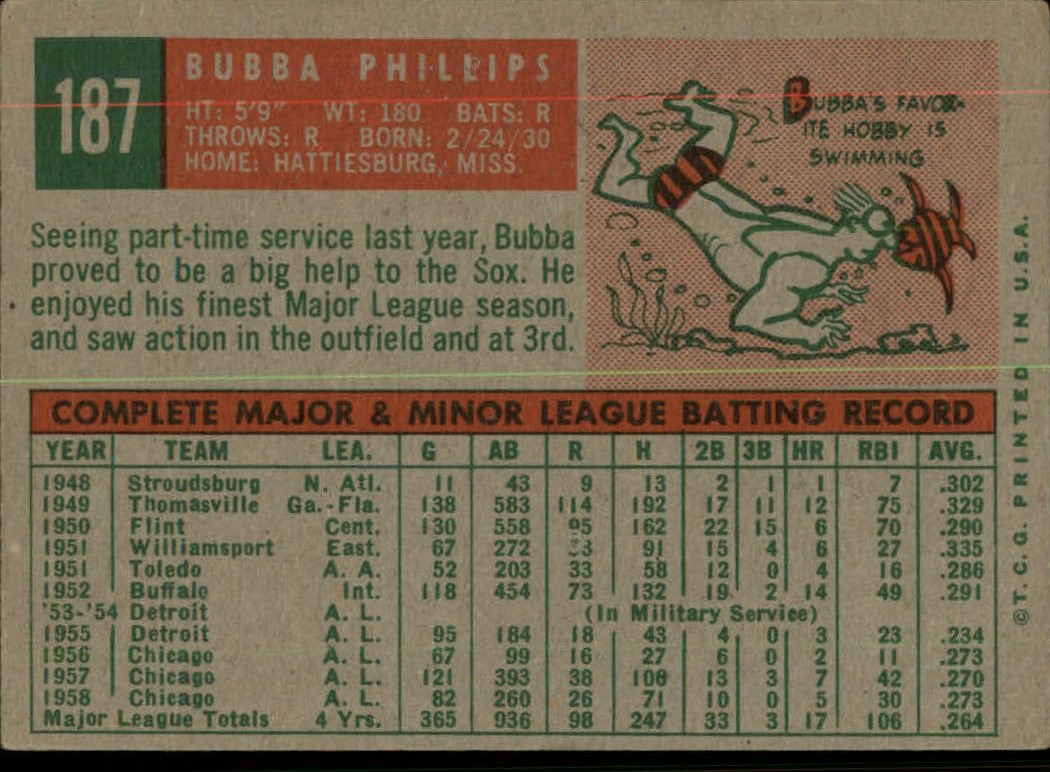 187
BUBBA PHILLIPS
HT: 5'9" WT: 180 BATS: R
THROWS: R BORN: 2/24/30
HOME: HATTIESBURG, MISS.
BUBBA'S FAVOR-
ITE HOBBY IS
SWIMMING
Seeing part-time service last year, Bubba
proved to be a big help to the Sox. He
enjoyed his finest Major League season,
and saw action in the outfield and at 3rd.
COMPLETE MAJOR & MINOR LEAGUE BATTING RECORD
YEAR TEAM LEA. G AB R H 2B 3B HR RBI AVG.
1948 Stroudsburg N. Atl. 11 43 9 13 2 1 1 7 .302
1949 Thomasville Ga.-Fla. 138 583 114 192 17 11 12 75 .329
1950 Flint Cent. 130 558 95 162 22 15 6 70 .290
1951 Williamsport East. 67 272 91 15 4 6 27 .335
1951 Toledo A. A. 52 203 33 58 12 0 4 16 .286
1952 Buffalo Int. 118 454 73 132 19 2 14 49 .291
'53-'54 Detroit A. L. (In Military Service)
1955 Detroit A. L. 95 184 18 43 4 0 3 23 .234
1956 Chicago A. L. 67 99 16 27 6 0 2 11 .273
1957 Chicago A. L. 121 393 38 106 13 3 7 42 .270
1958 Chicago A. L. 82 260 26 71 10 0 5 30 .273
Major League Totals 4 Yrs. 365 936 98 247 33 3 17 106 .264
©T.C.G. PRINTED IN U.S.A.